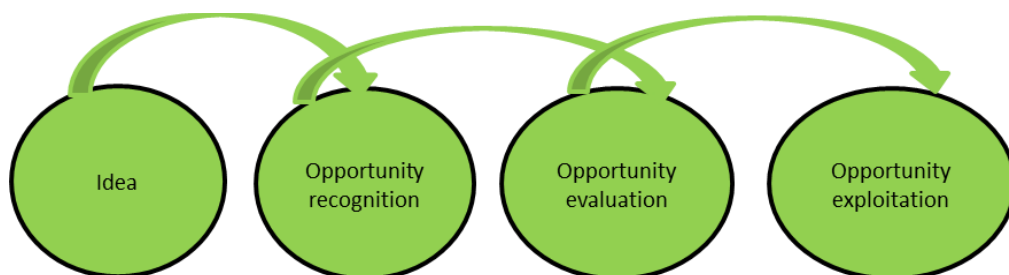 Idea
Opportunity
recognition
Opportunity
evaluation
Opportunity
exploitation